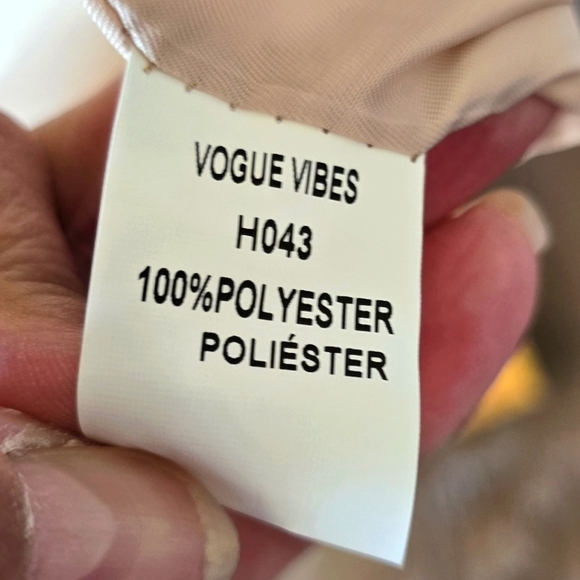 VOGUE VIBES
H043
100%POLYESTER
POLIÉSTER